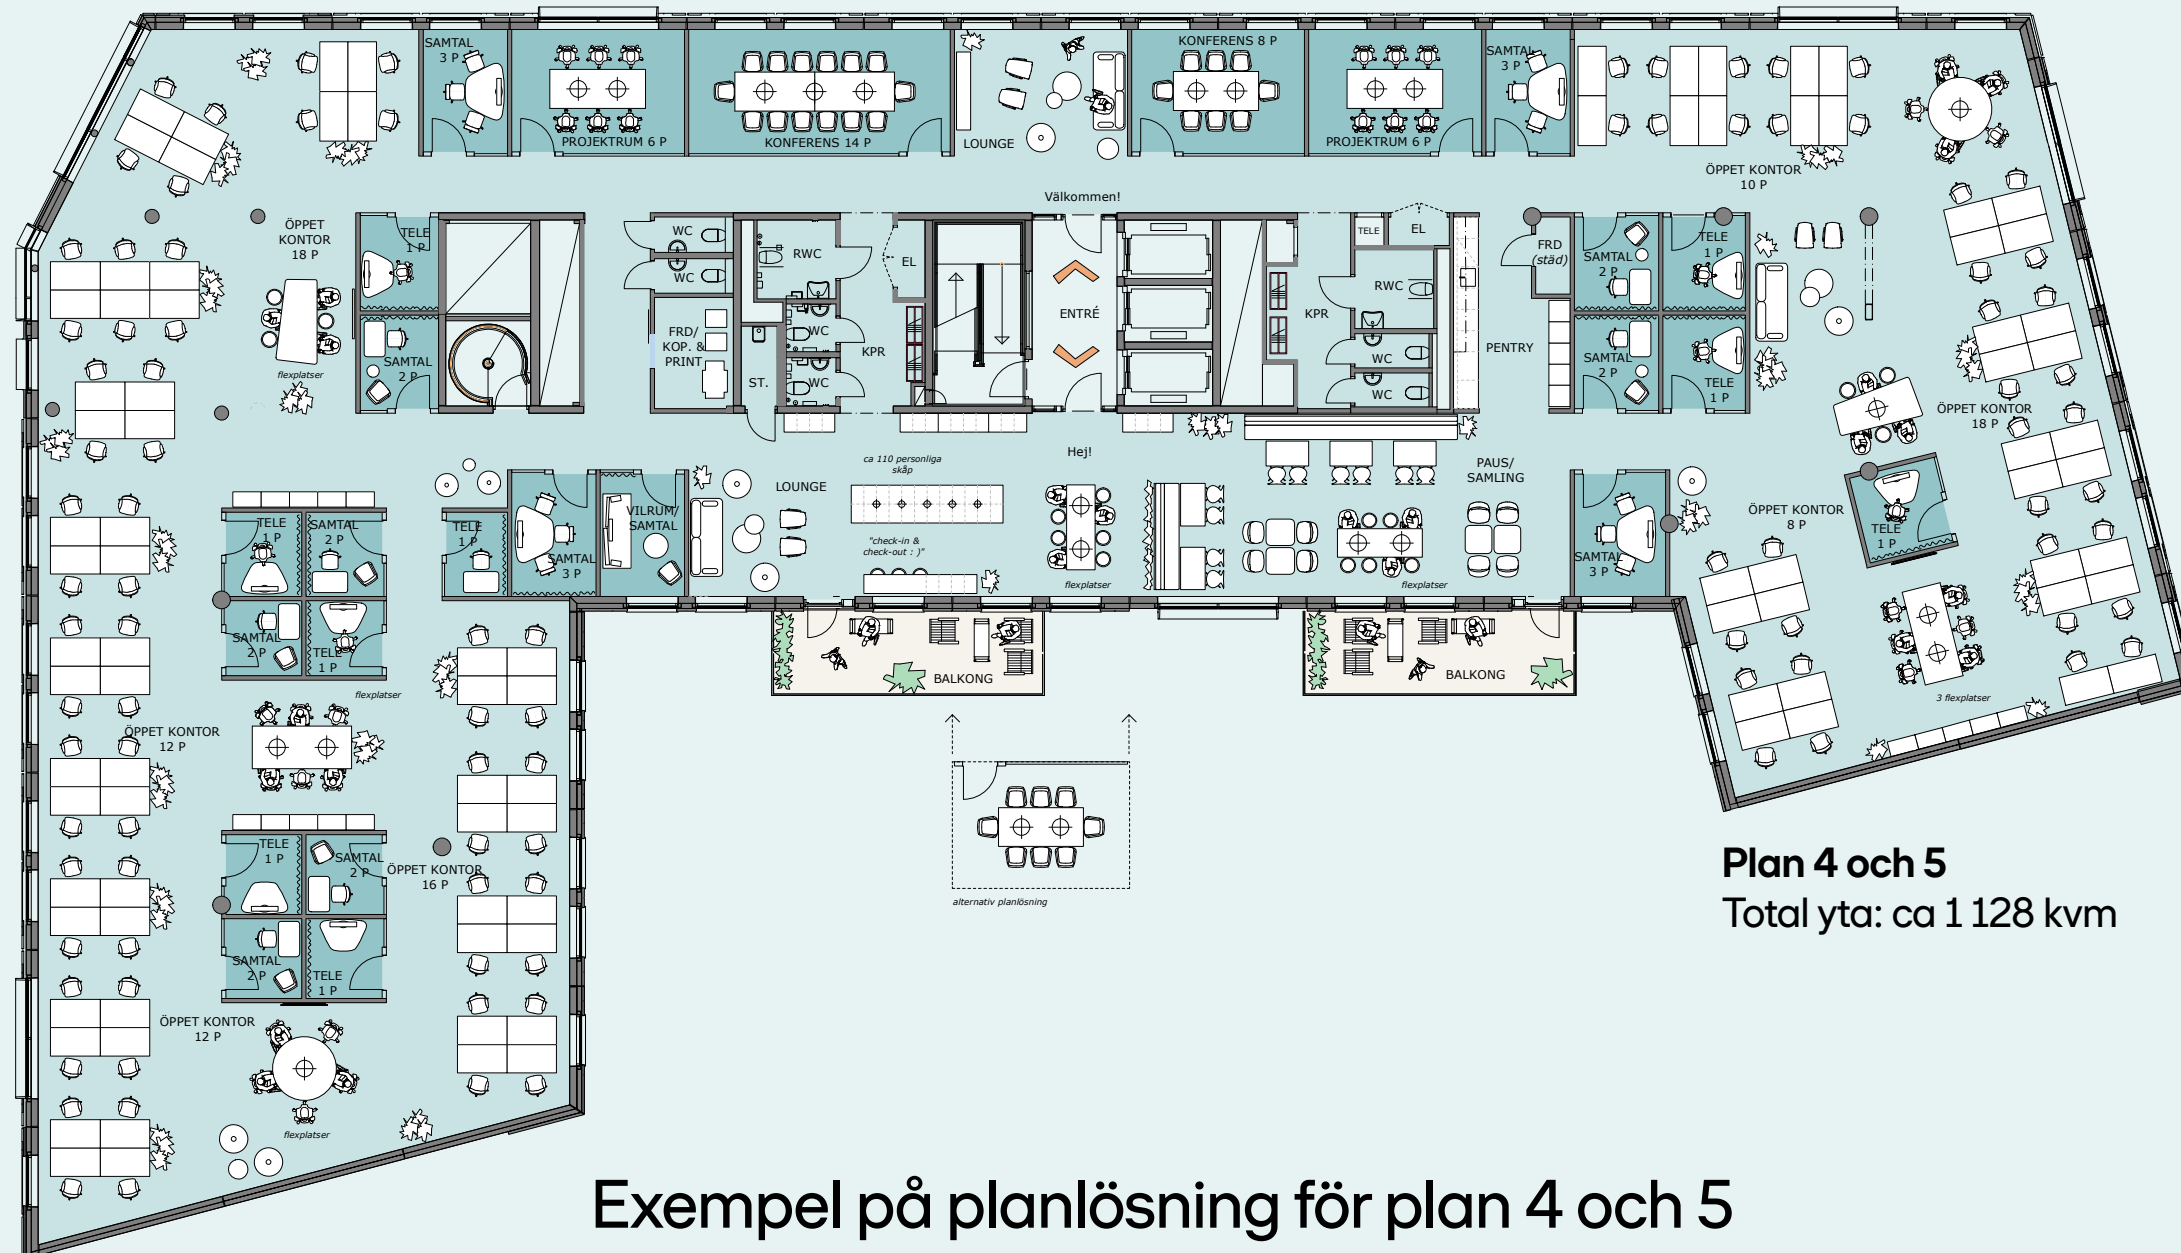 SAMTAL
3 P
PROJEKTRUM 6 P
KONFERENS 14 P
LOUNGE
KONFERENS 8 P
PROJEKTRUM 6 P
SAMTAL
3 P
ÖPPET KONTOR
10 P
Välkommen!
ÖPPET
KONTOR
18 P
TELE
1 P
SAMTAL
2 P
flexplatser
WC
WC
FRD/
KOP. &
PRINT
RWC
EL
WC
WC
ST.
KPR
ENTRÉ
KPR
TELE
EL
RWC
WC
WC
PENTRY
FRD
(städ)
SAMTAL
2 P
TELE
1 P
SAMTAL
2 P
TELE
1 P
ÖPPET KONTOR
18 P
Hej!
ca 110 personliga
skåp
LOUNGE
"check-in &
check-out : )"
flexplatser
PAUS/
SAMLING
flexplatser
SAMTAL
3 P
ÖPPET KONTOR
8 P
TELE
1 P
3 flexplatser
TELE
1 P
SAMTAL
2 P
TELE
1 P
SAMTAL
3 P
VILRUM/
SAMTAL
SAMTAL
2 P
TELE
1 P
flexplatser
BALKONG
BALKONG
ÖPPET KONTOR
12 P
TELE
1 P
SAMTAL
2 P
ÖPPET KONTOR
16 P
SAMTAL
2 P
TELE
1 P
alternativ planlösning
Plan 4 och 5
Total yta: ca 1 128 kvm
ÖPPET KONTOR
12 P
flexplatser
Exempel på planlösning för plan 4 och 5